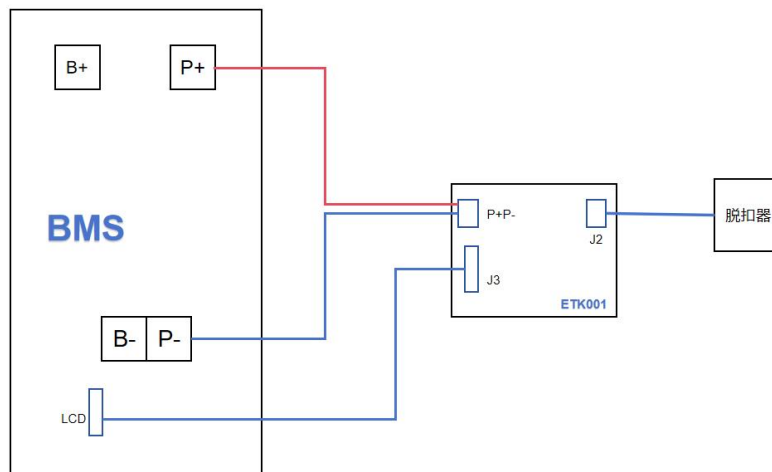 B+
P+
BMS
B-
P-
LCD
P+P-
J2
J3
ETK001
脱扣器